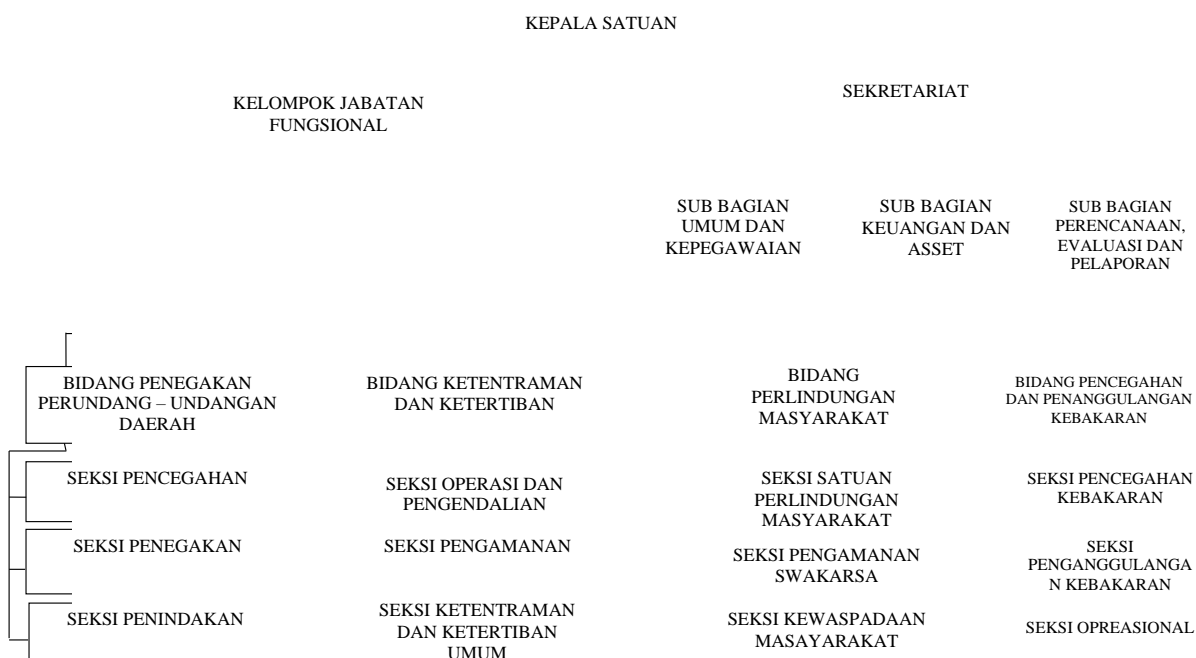 KEPALA SATUAN
KELOMPOK JABATAN
FUNGSIONAL
SEKRETARIAT
SUB BAGIAN
UMUM DAN
KEPEGAWAIAN
SUB BAGIAN
KEUANGAN DAN
ASSET
SUB BAGIAN
PERENCANAAN,
EVALUASI DAN
PELAPORAN
BIDANG PENEGAKAN
PERUNDANG – UNDANGAN
DAERAH
BIDANG KETENTRAMAN
DAN KETERTIBAN
BIDANG
PERLINDUNGAN
MASYARAKAT
BIDANG PENCEGAHAN
DAN PENANGGULANGAN
KEBAKARAN
SEKSI PENCEGAHAN
SEKSI OPERASI DAN
PENGENDALIAN
SEKSI SATUAN
PERLINDUNGAN
MASYARAKAT
SEKSI PENCEGAHAN
KEBAKARAN
SEKSI PENEGAKAN
SEKSI PENGAMANAN
SEKSI PENGAMANAN
SWAKARSA
SEKSI
PENGANGGULANGA
N KEBAKARAN
SEKSI PENINDAKAN
SEKSI KETENTRAMAN
DAN KETERTIBAN
UMUM
SEKSI KEWASPADAAN
MASAYARAKAT
SEKSI OPREASIONAL